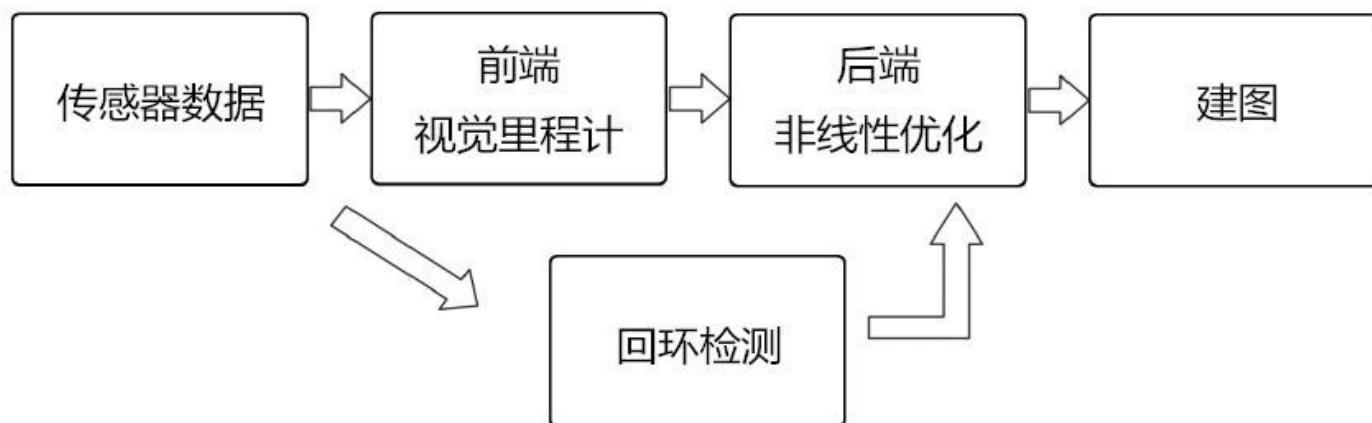 传感器数据
前端
视觉里程计
后端
非线性优化
建图
回环检测